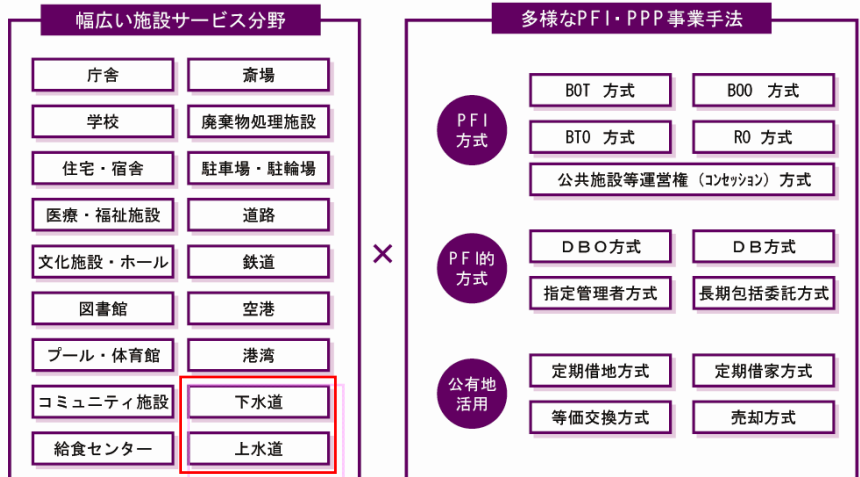 幅広い施設サービス分野
庁舎
斎場
学校
廃棄物処理施設
住宅・宿舎
駐車場・駐輪場
医療・福祉施設
道路
文化施設・ホール
鉄道
図書館
空港
プール・体育館
港湾
コミュニティ施設
下水道
給食センター
上水道
×
多様なPFI・PPP事業手法
PFI
方式
BOT 方式
BOO 方式
BTO 方式
RO 方式
公共施設等運営権(コンセッション)方式
PFI的
方式
DBO方式
DB方式
指定管理者方式
長期包括委託方式
公有地
活用
定期借地方式
定期借家方式
等価交換方式
売却方式